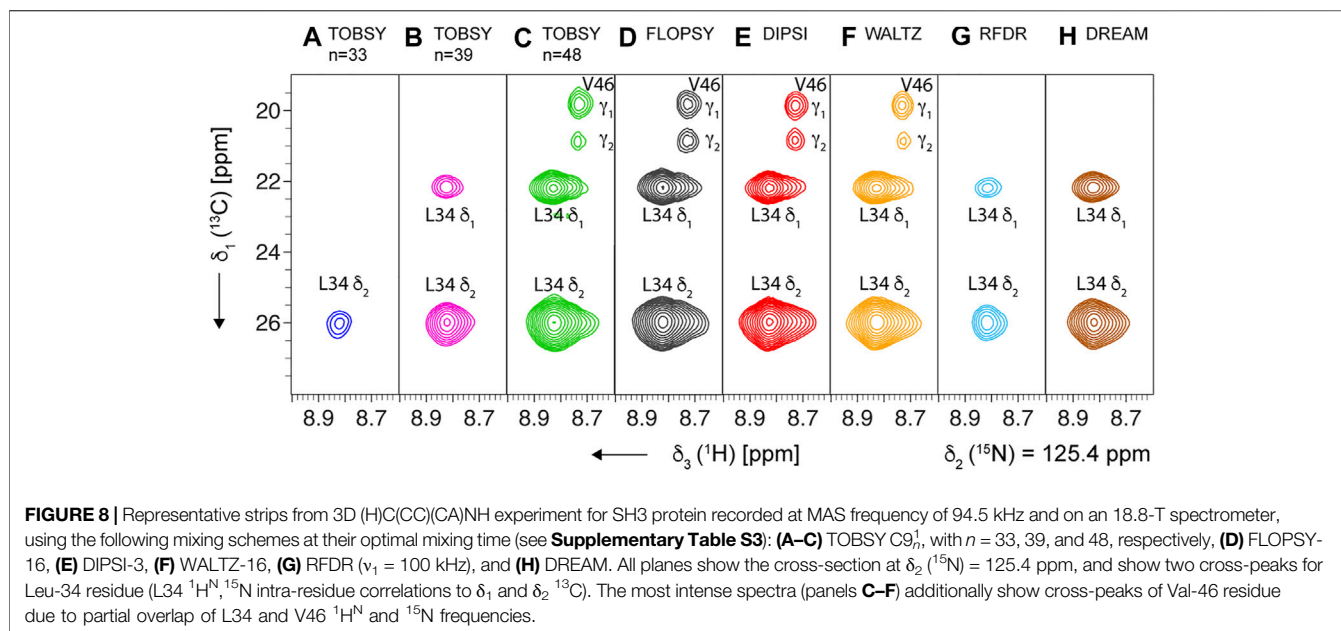 A TOBSY n=33 B TOBSY n=39 C TOBSY n=48 D FLOPSY E DIPSI F WALTZ G RFDR H DREAM
V46 V46 V46 V46
20 γ₁ γ₁ γ₁ γ₁
γ₂ γ₂ γ₂ γ₂
22
L34 δ₁ L34 δ₁ L34 δ₁ L34 δ₁ L34 δ₁ L34 δ₁ L34 δ₁
24
L34 δ₂ L34 δ₂ L34 δ₂ L34 δ₂ L34 δ₂ L34 δ₂ L34 δ₂ L34 δ₂
26
δ₁ (¹³C) [ppm]
8.9 8.7 8.9 8.7 8.9 8.7 8.9 8.7 8.9 8.7 8.9 8.7 8.9 8.7 8.9 8.7
← δ₃ (¹H) [ppm] δ₂ (¹⁵N) = 125.4 ppm
FIGURE 8 | Representative strips from 3D (H)C(CC)(CA)NH experiment for SH3 protein recorded at MAS frequency of 94.5 kHz and on an 18.8-T spectrometer,
using the following mixing schemes at their optimal mixing time (see Supplementary Table S3): (A–C) TOBSY C9ₙ¹, with n = 33, 39, and 48, respectively, (D) FLOPSY-
16, (E) DIPSI-3, (F) WALTZ-16, (G) RFDR (ν₁ = 100 kHz), and (H) DREAM. All planes show the cross-section at δ₂ (¹⁵N) = 125.4 ppm, and show two cross-peaks for
Leu-34 residue (L34 ¹Hᴺ,¹⁵N intra-residue correlations to δ₁ and δ₂ ¹³C). The most intense spectra (panels C–F) additionally show cross-peaks of Val-46 residue
due to partial overlap of L34 and V46 ¹Hᴺ and ¹⁵N frequencies.